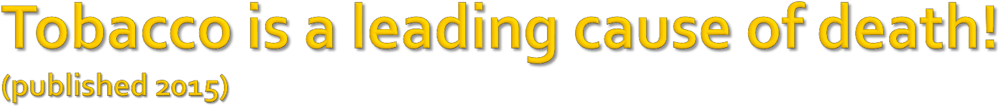 Tobacco is a leading cause of death!
(published 2015)